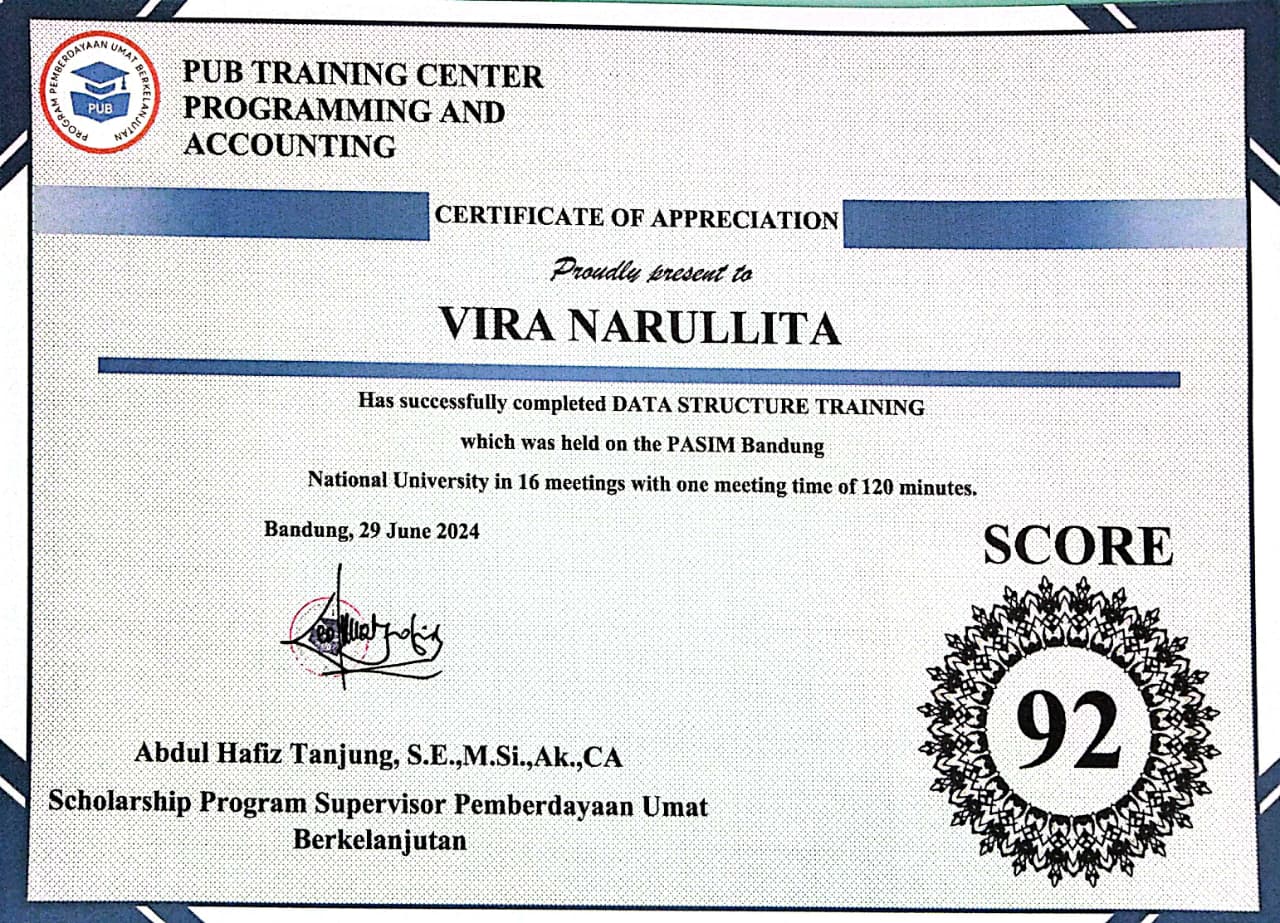 PROGRAM PEMBERDAYAAN UMAT BERKELANJUTAN
PUB
PUB TRAINING CENTER
PROGRAMMING AND
ACCOUNTING
CERTIFICATE OF APPRECIATION
Proudly present to
VIRA NARULLITA
Has successfully completed DATA STRUCTURE TRAINING
which was held on the PASIM Bandung
National University in 16 meetings with one meeting time of 120 minutes.
Bandung, 29 June 2024
SCORE
92
Abdul Hafiz Tanjung, S.E.,M.Si.,Ak.,CA
Scholarship Program Supervisor Pemberdayaan Umat
Berkelanjutan